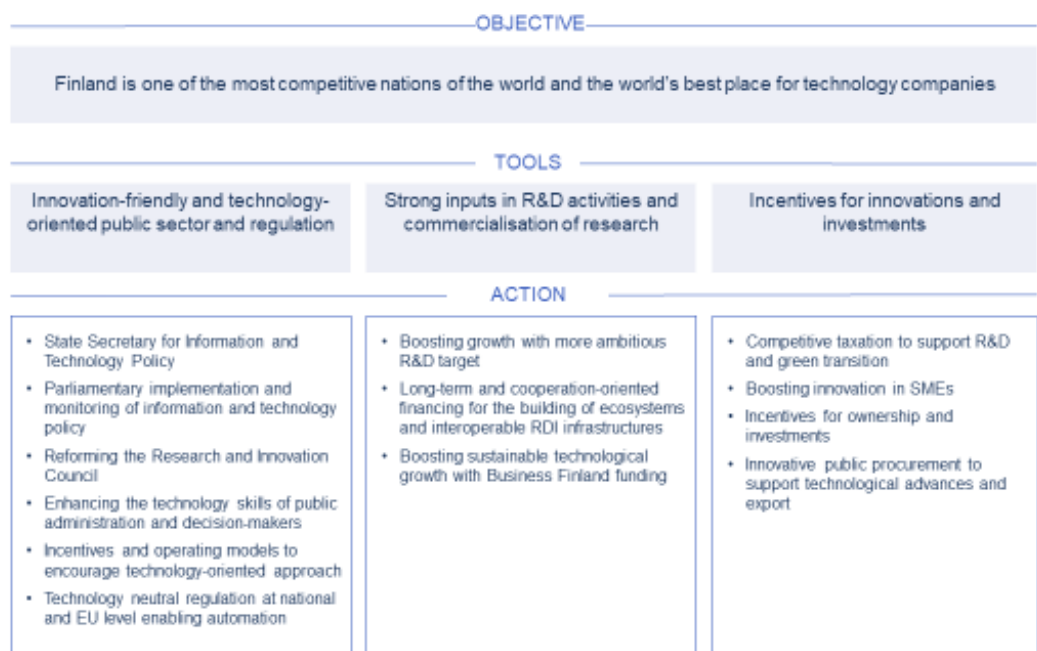 OBJECTIVE
Finland is one of the most competitive nations of the world and the world's best place for technology companies
TOOLS
Innovation-friendly and technology-
oriented public sector and regulation
Strong inputs in R&D activities and
commercialisation of research
Incentives for innovations and
investments
ACTION
• State Secretary for Information and
Technology Policy
• Parliamentary implementation and
monitoring of information and technology
policy
• Reforming the Research and Innovation
Council
• Enhancing the technology skills of public
administration and decision-makers
• Incentives and operating models to
encourage technology-oriented approach
• Technology neutral regulation at national
and EU level enabling automation
• Boosting growth with more ambitious
R&D target
• Long-term and cooperation-oriented
financing for the building of ecosystems
and interoperable RDI infrastructures
• Boosting sustainable technological
growth with Business Finland funding
• Competitive taxation to support R&D
and green transition
• Boosting innovation in SMEs
• Incentives for ownership and
investments
• Innovative public procurement to
support technological advances and
export